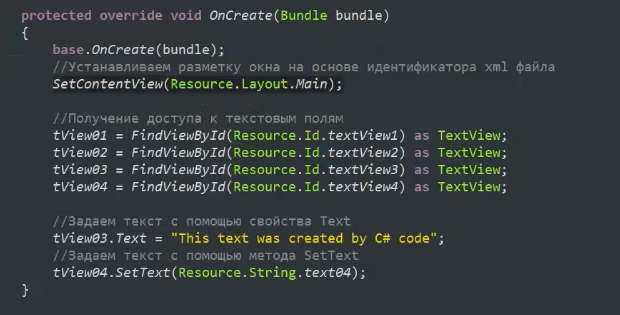 protected override void OnCreate(Bundle bundle)
{
base.OnCreate(bundle);
//Устанавливаем разметку окна на основе идентификатора xml файла
SetContentView(Resource.Layout.Main);
//Получение доступа к текстовым полям
tView01 = FindViewById(Resource.Id.textView1) as TextView;
tView02 = FindViewById(Resource.Id.textView2) as TextView;
tView03 = FindViewById(Resource.Id.textView3) as TextView;
tView04 = FindViewById(Resource.Id.textView4) as TextView;
//Задаем текст с помощью свойства Text
tView03.Text = "This text was created by C# code";
//Задаем текст с помощью метода SetText
tView04.SetText(Resource.String.text04);
}